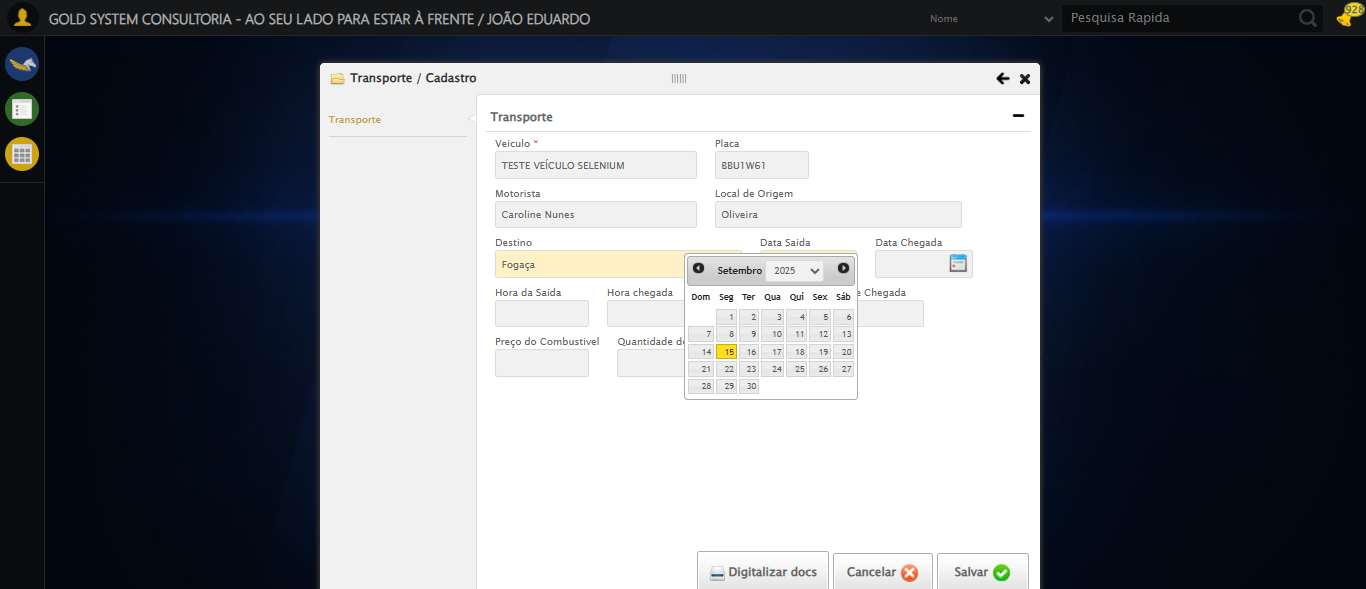 GOLD SYSTEM CONSULTORIA - AO SEU LADO PARA ESTAR À FRENTE / JOÃO EDUARDO
Nome
Pesquisa Rapida
928
Transporte / Cadastro
Transporte
Transporte
Veiculo *
Placa
TESTE VEÍCULO SELENIUM
BBU1W61
Motorista
Local de Origem
Caroline Nunes
Oliveira
Destino
Data Saida
Data Chegada
Fogaça
Setembro
2025
Dom Seg Ter Qua Qui Sex Sáb
1 2 3 4 5 6
7 8 9 10 11 12 13
14 15 16 17 18 19 20
21 22 23 24 25 26 27
28 29 30
Hora da Saida
Hora chegada
e Chegada
Preço do Combustivel
Quantidade de
Digitalizar docs
Cancelar
Salvar